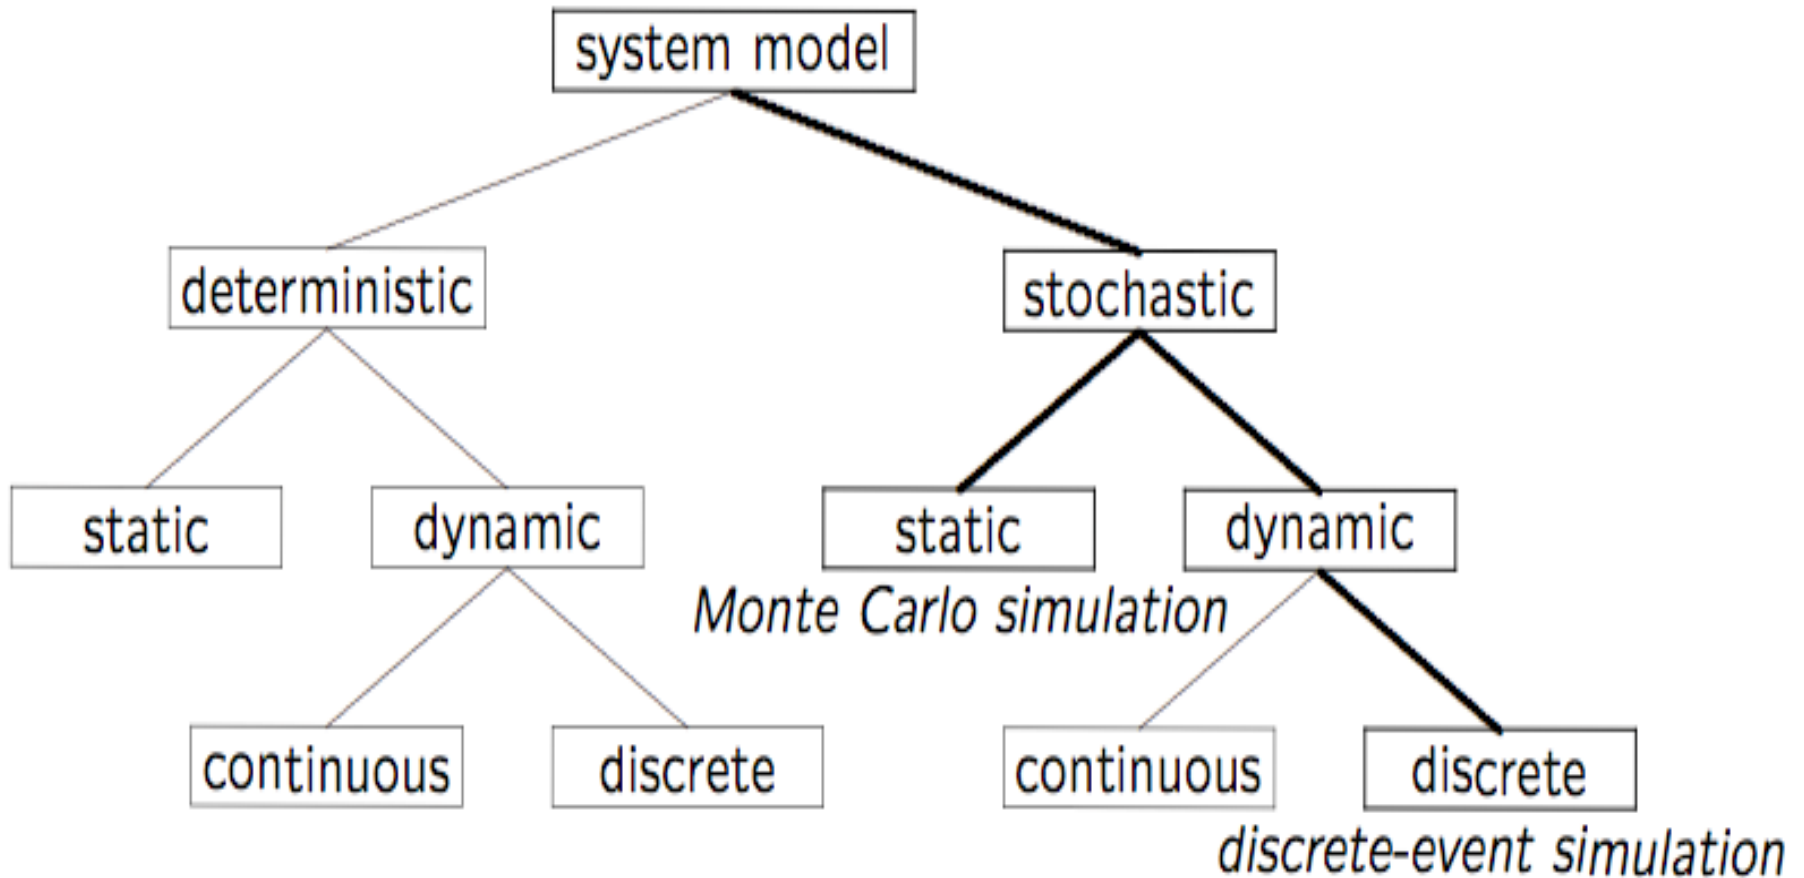 system model
deterministic
stochastic
static
dynamic
static
dynamic
Monte Carlo simulation
continuous
discrete
continuous
discrete
discrete-event simulation